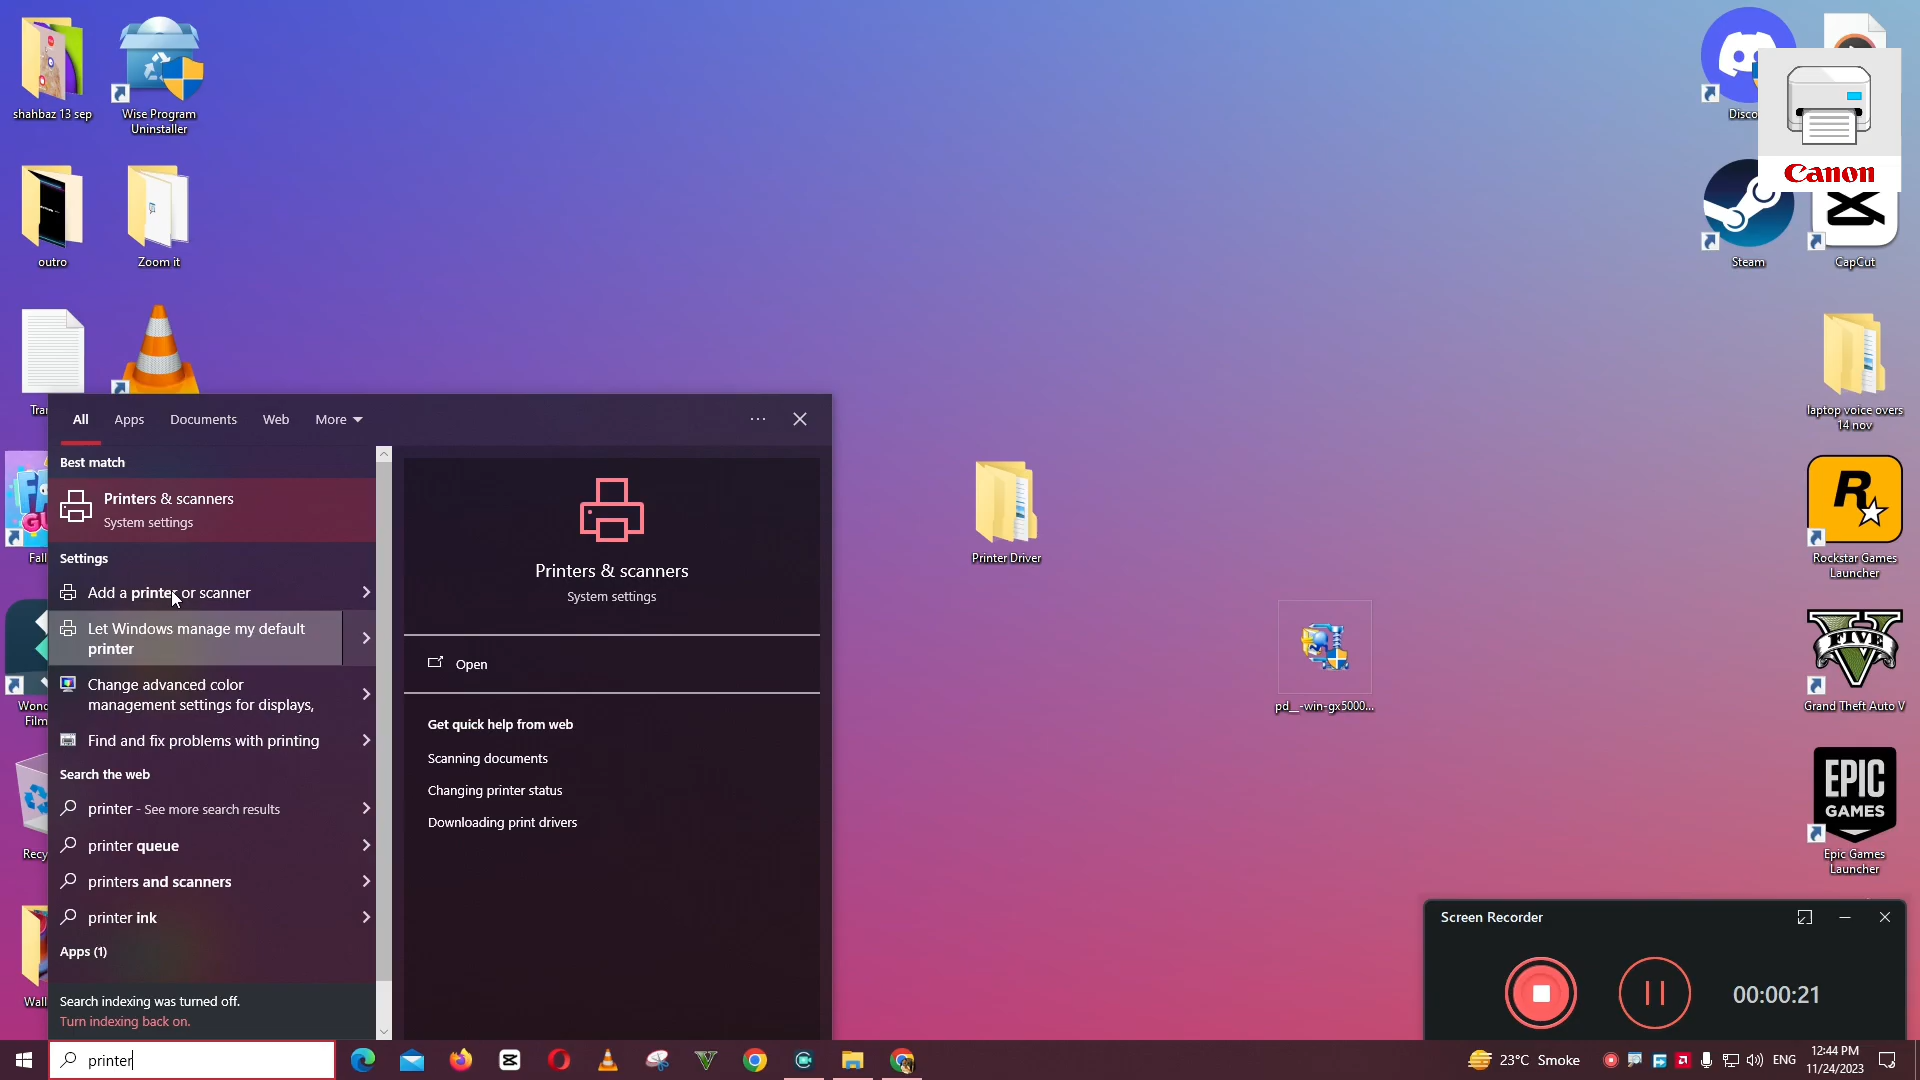 shahbaz 13 sep
Wise Program
Uninstaller
outro
Zoom it
Canon
Steam
CapCut
laptop voice overs
14 nov
Rockstar Games
Launcher
Grand Theft Auto V
EPIC
GAMES
Epic Games
Launcher
FIVE
Printer Driver
pd__-win-gx5000...
All
Apps
Documents
Web
More
Best match
Printers & scanners
System settings
Settings
Add a printer or scanner
Let Windows manage my default
printer
Change advanced color
management settings for displays,
Find and fix problems with printing
Search the web
printer - See more search results
printer queue
printers and scanners
printer ink
Apps (1)
Search indexing was turned off.
Turn indexing back on.
printer
Printers & scanners
System settings
Open
Get quick help from web
Scanning documents
Changing printer status
Downloading print drivers
Screen Recorder
00:00:21
23°C Smoke
ENG
12:44 PM
11/24/2023